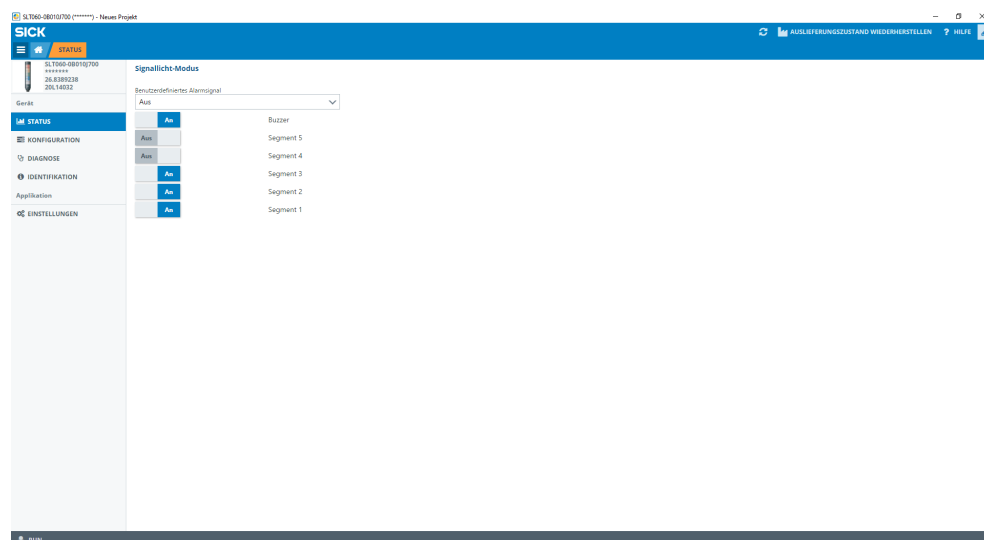 SLT060-0B010J700 (*******) - Neues Projekt
SICK
AUSLIEFERUNGSZUSTAND WIEDERHERSTELLEN ? HILFE
STATUS
SLT060-0B010J700
*******
26.8389238
20L14032
Gerät
STATUS
KONFIGURATION
DIAGNOSE
IDENTIFIKATION
Applikation
EINSTELLUNGEN
Signallicht-Modus
Benutzerdefiniertes Alarmsignal
Aus
An Buzzer
Aus Segment 5
Aus Segment 4
An Segment 3
An Segment 2
An Segment 1
RUN